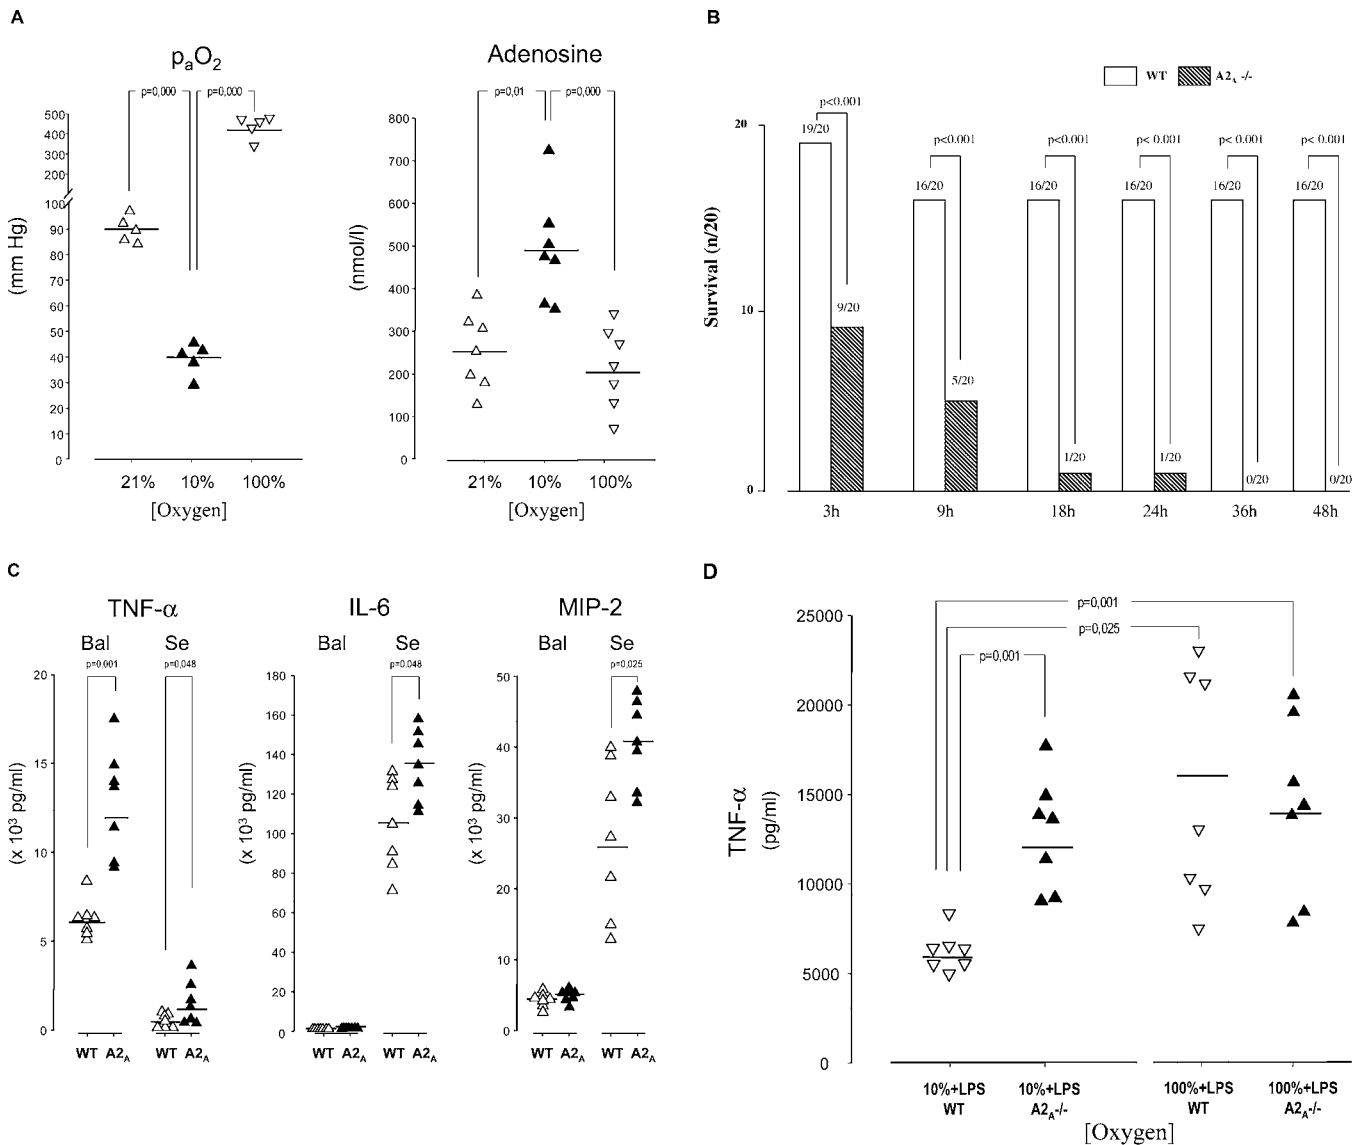 A
pₐO₂
p=0,000
p=0,000
500
400
300
200
100
90
80
70
60
50
40
30
20
10
0
(mm Hg)
21%
10%
100%
[Oxygen]
Adenosine
p=0,01
p=0,000
800
700
600
500
400
300
200
100
0
(nmol/l)
21%
10%
100%
[Oxygen]
B
WT
A2A -/-
20
10
0
Survival (n/20)
p<0.001
p<0.001
p<0.001
p< 0.001
p< 0.001
p< 0.001
19/20
16/20
16/20
16/20
16/20
16/20
9/20
5/20
1/20
1/20
0/20
0/20
3h
9h
18h
24h
36h
48h
C
TNF-α
Bal
Se
p=0,001
p=0,048
20
15
10
5
0
(x 10³ pg/ml)
WT A2A
WT A2A
IL-6
Bal
Se
p=0.048
180
160
140
120
100
80
60
40
20
0
(x 10³ pg/ml)
WT A2A
WT A2A
MIP-2
Bal
Se
p=0,025
50
40
30
20
10
0
(x 10³ pg/ml)
WT A2A
WT A2A
D
p=0,001
p=0,025
p=0,001
25000
20000
15000
10000
5000
0
TNF-α
(pg/ml)
10%+LPS
WT
10%+LPS
A2A-/-
100%+LPS
WT
100%+LPS
A2A-/-
[Oxygen]